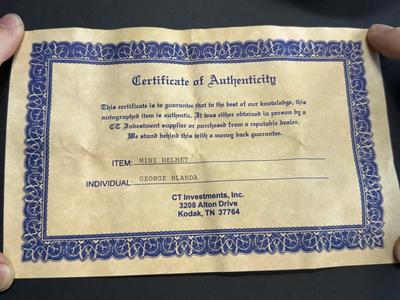 Certificate of Authenticity
This certificate is to guarantee that to the best of our knowledge, this
autographed item is authentic. It was either obtained in person by a
CT Investment supplier or purchased from a reputable dealer.
We stand behind this with a money back guarantee.
ITEM: MINI HELMET
INDIVIDUAL: GEORGE BLANDA
CT Investments, Inc.
3208 Alton Drive
Kodak, TN 37764